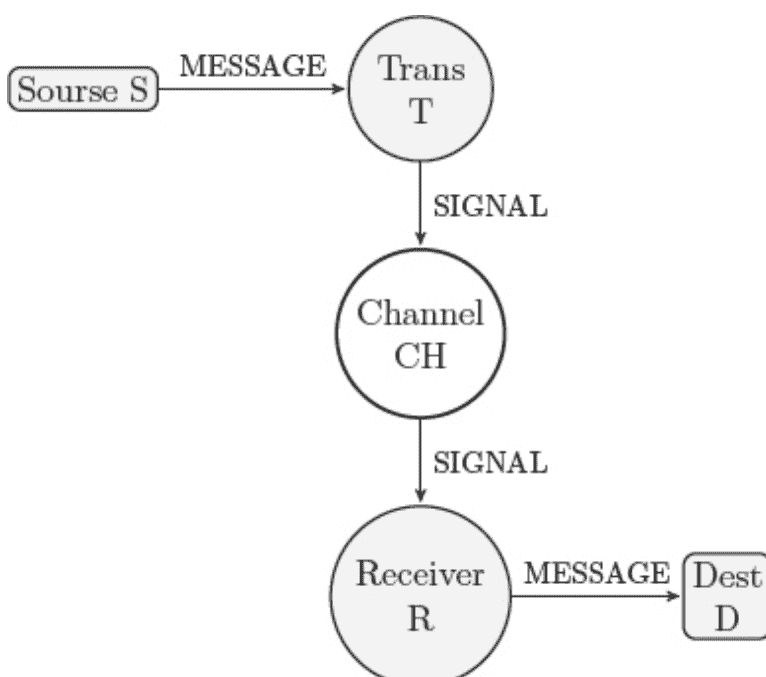 Sourse S
MESSAGE
Trans
T
SIGNAL
Channel
CH
SIGNAL
Receiver
R
MESSAGE
Dest
D